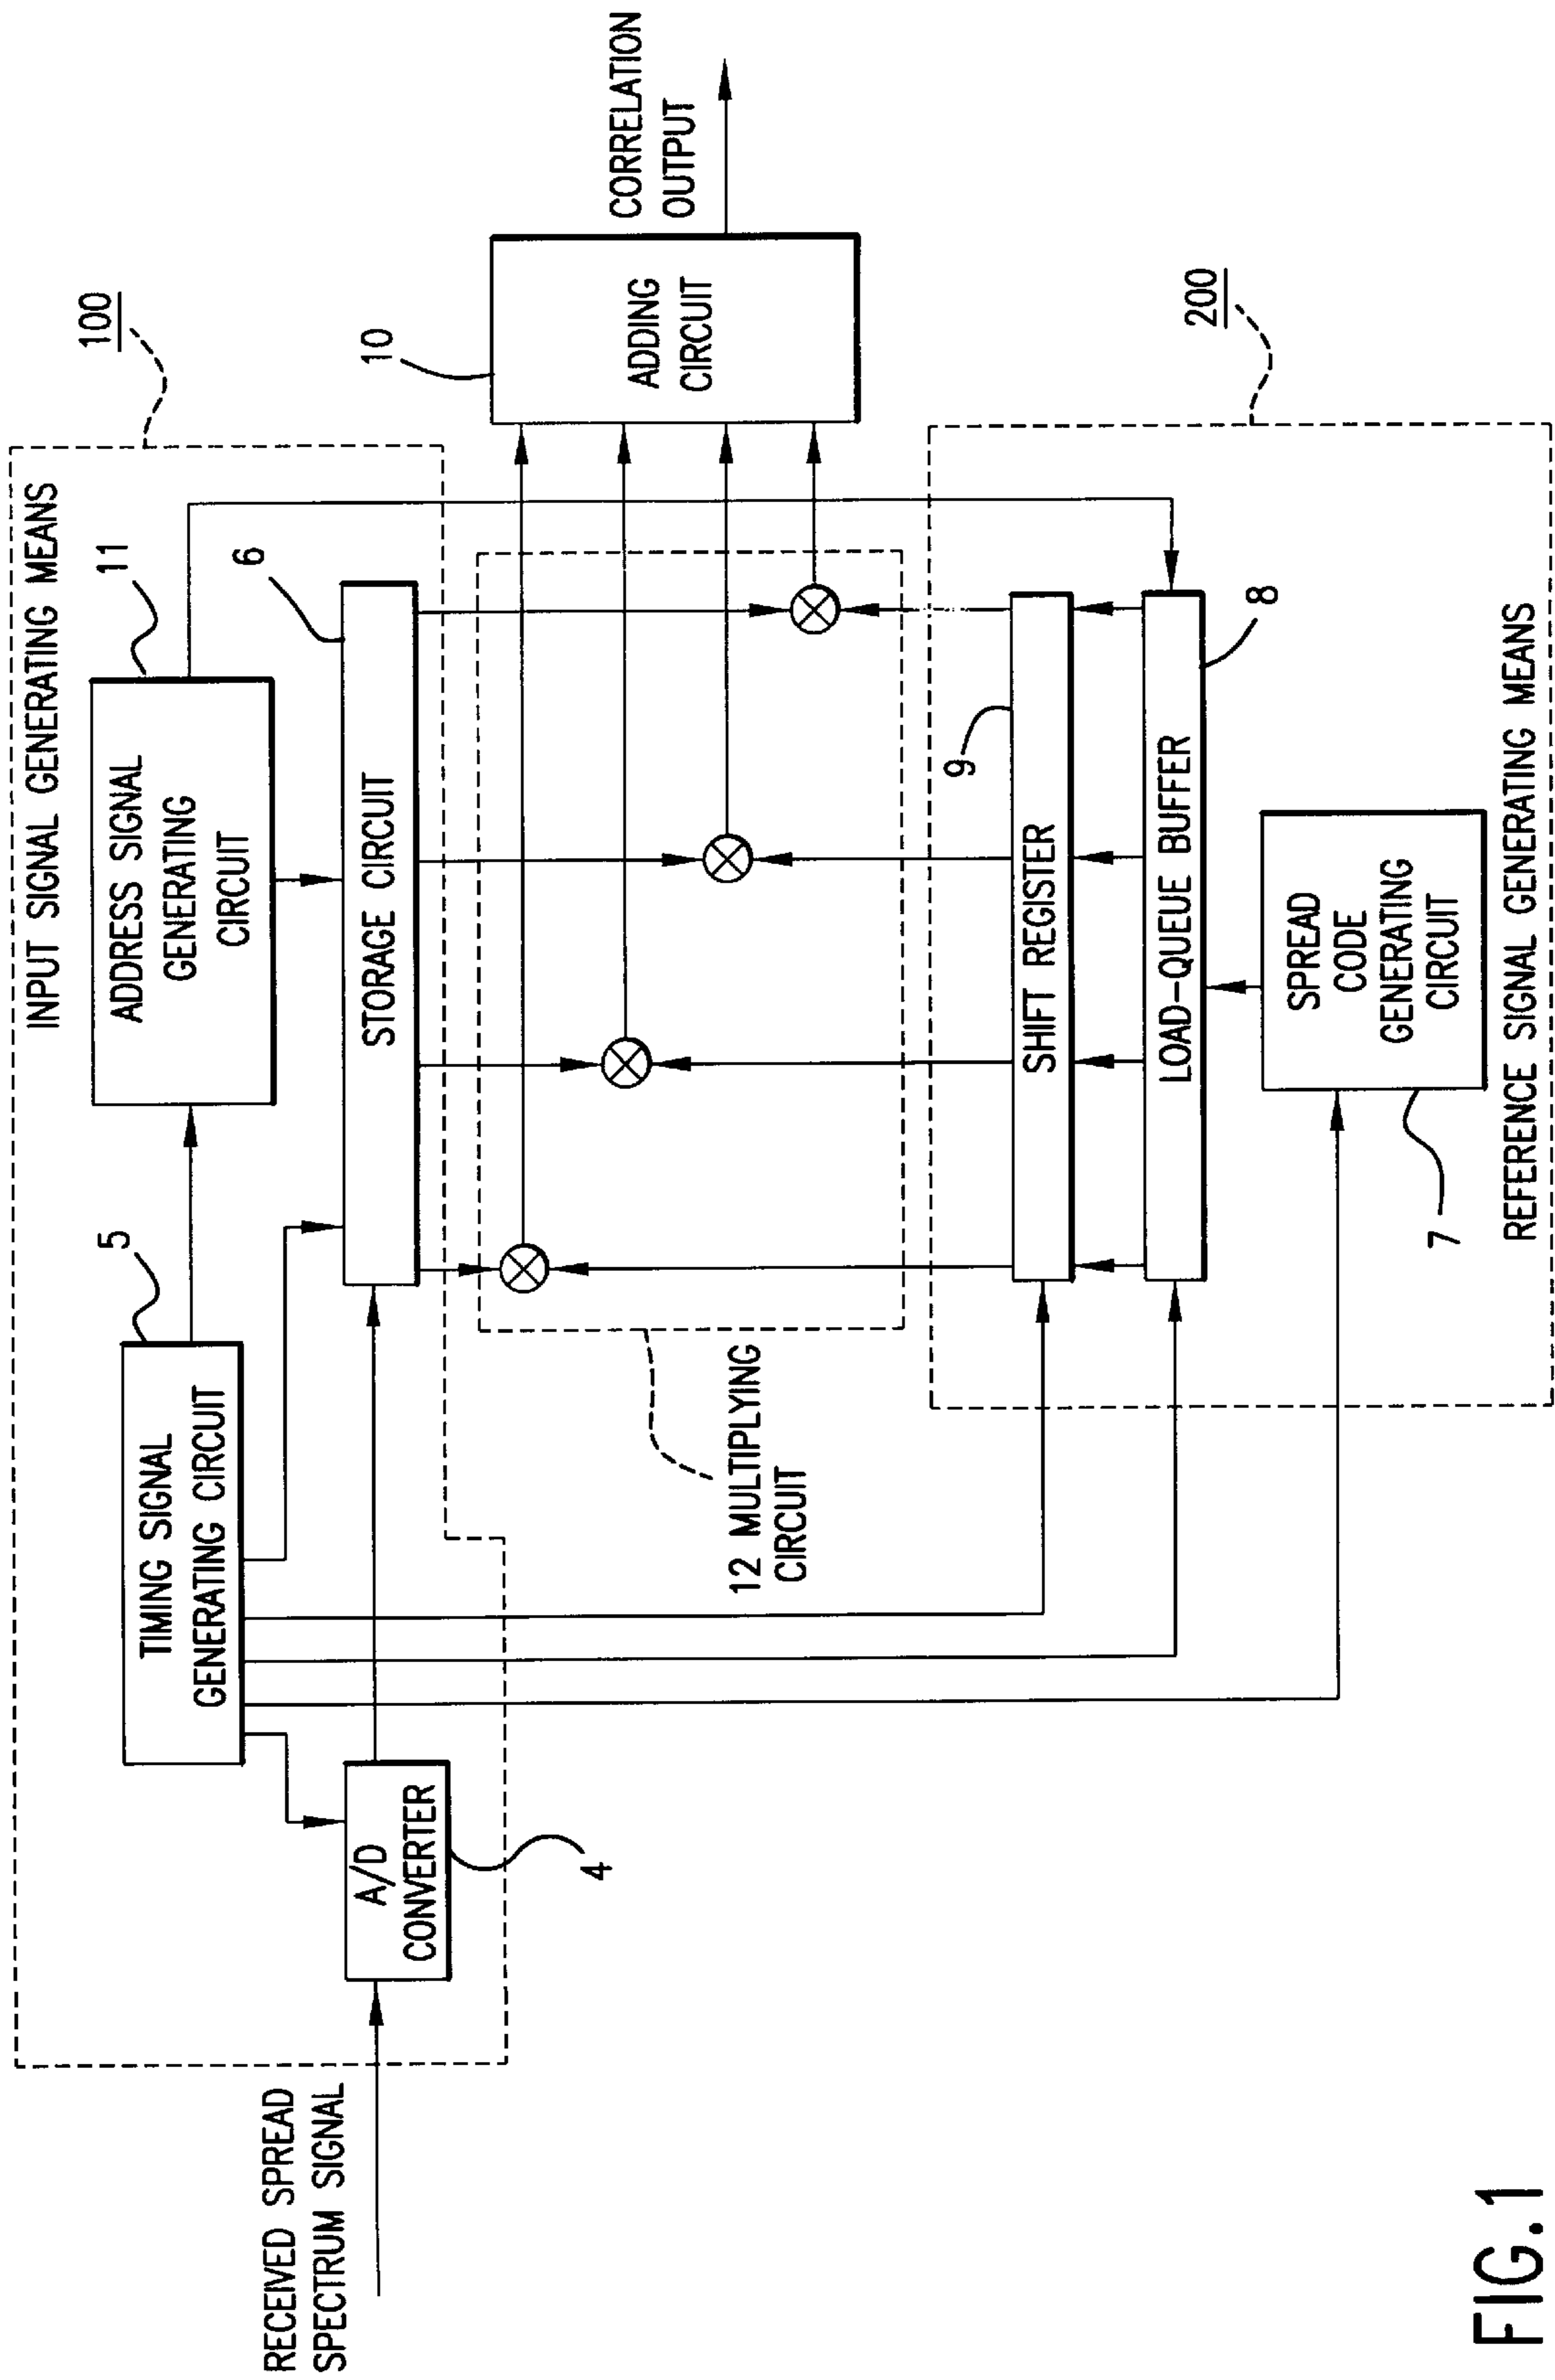 INPUT SIGNAL GENERATING MEANS
100
5
TIMING SIGNAL
GENERATING CIRCUIT
11
ADDRESS SIGNAL
GENERATING
CIRCUIT
RECEIVED SPREAD
SPECTRUM SIGNAL
A/D
CONVERTER
4
6
STORAGE CIRCUIT
10
ADDING
CIRCUIT
CORRELATION
OUTPUT
12 MULTIPLYING
CIRCUIT
9
SHIFT REGISTER
LOAD-QUEUE BUFFER
8
200
SPREAD
CODE
GENERATING
CIRCUIT
7
REFERENCE SIGNAL GENERATING MEANS
FIG.1